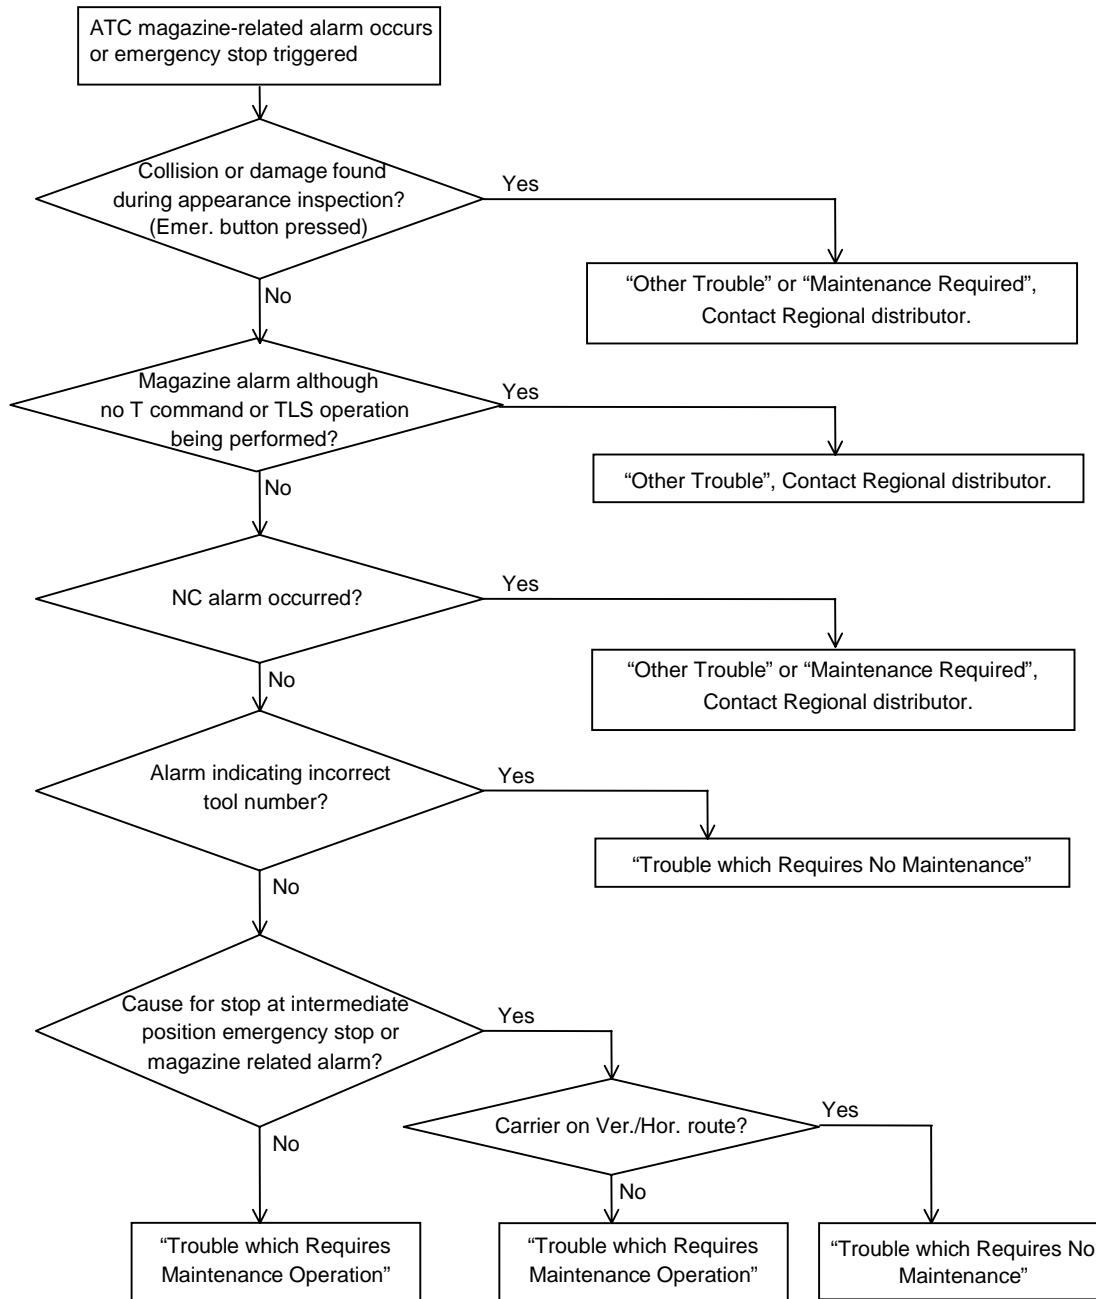 ATC magazine-related alarm occurs
or emergency stop triggered
Collision or damage found
during appearance inspection?
(Emer. button pressed)
Yes
“Other Trouble” or “Maintenance Required”,
Contact Regional distributor.
No
Magazine alarm although
no T command or TLS operation
being performed?
Yes
“Other Trouble”, Contact Regional distributor.
No
NC alarm occurred?
Yes
“Other Trouble” or “Maintenance Required”,
Contact Regional distributor.
No
Alarm indicating incorrect
tool number?
Yes
“Trouble which Requires No Maintenance”
No
Cause for stop at intermediate
position emergency stop or
magazine related alarm?
Yes
Carrier on Ver./Hor. route?
Yes
No
No
“Trouble which Requires
Maintenance Operation”
“Trouble which Requires
Maintenance Operation”
“Trouble which Requires No
Maintenance”